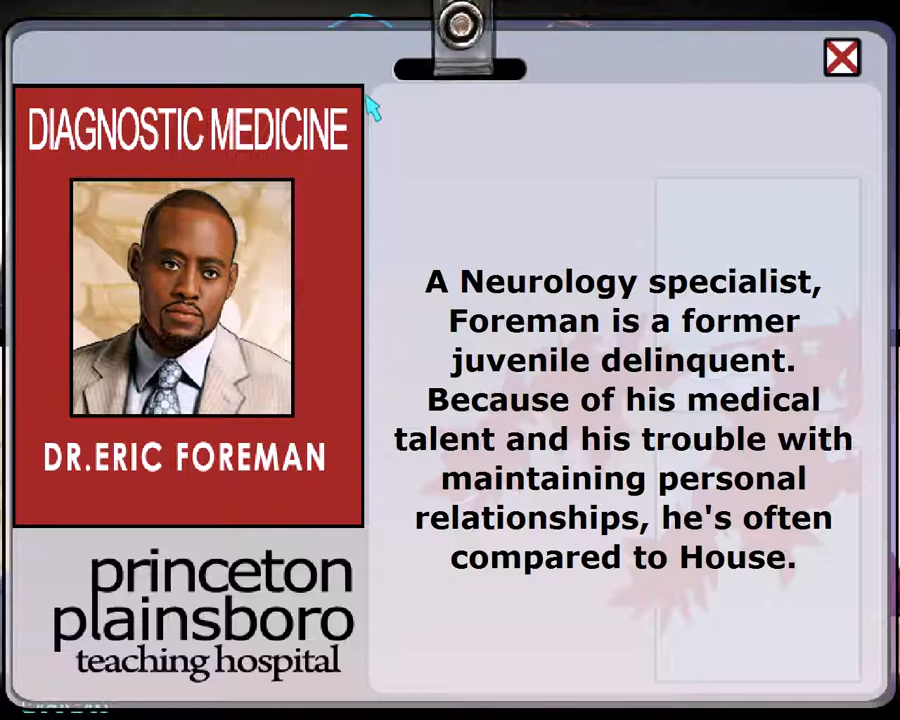 DIAGNOSTIC MEDICINE
DR.ERIC FOREMAN
princeton
plainsboro
teaching hospital
A Neurology specialist,
Foreman is a former
juvenile delinquent.
Because of his medical
talent and his trouble with
maintaining personal
relationships, he's often
compared to House.